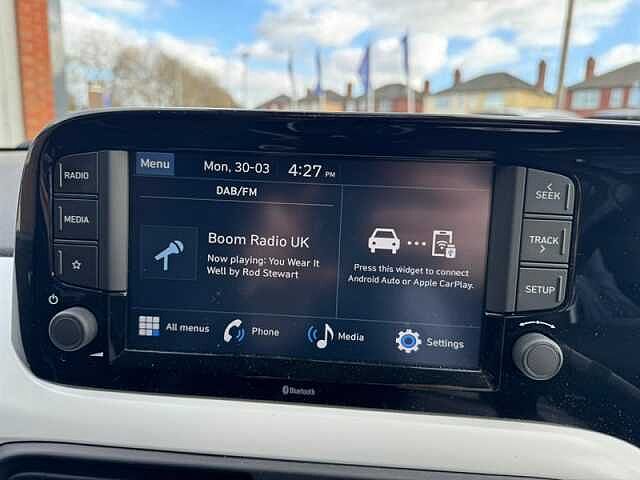 RADIO
MEDIA
Menu
Mon, 30-03
4:27 PM
DAB/FM
Boom Radio UK
Now playing: You Wear It
Well by Rod Stewart
Press this widget to connect
Android Auto or Apple CarPlay.
All menus
Phone
Media
Settings
SEEK
TRACK
SETUP
Bluetooth